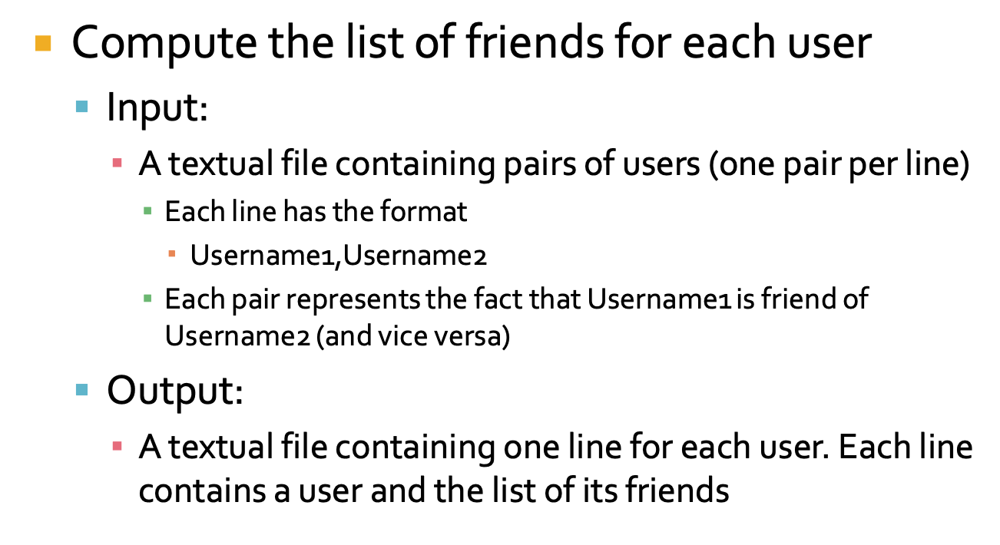 Compute the list of friends for each user
Input:
A textual file containing pairs of users (one pair per line)
Each line has the format
Username1,Username2
Each pair represents the fact that Username1 is friend of
Username2 (and vice versa)
Output:
A textual file containing one line for each user. Each line
contains a user and the list of its friends